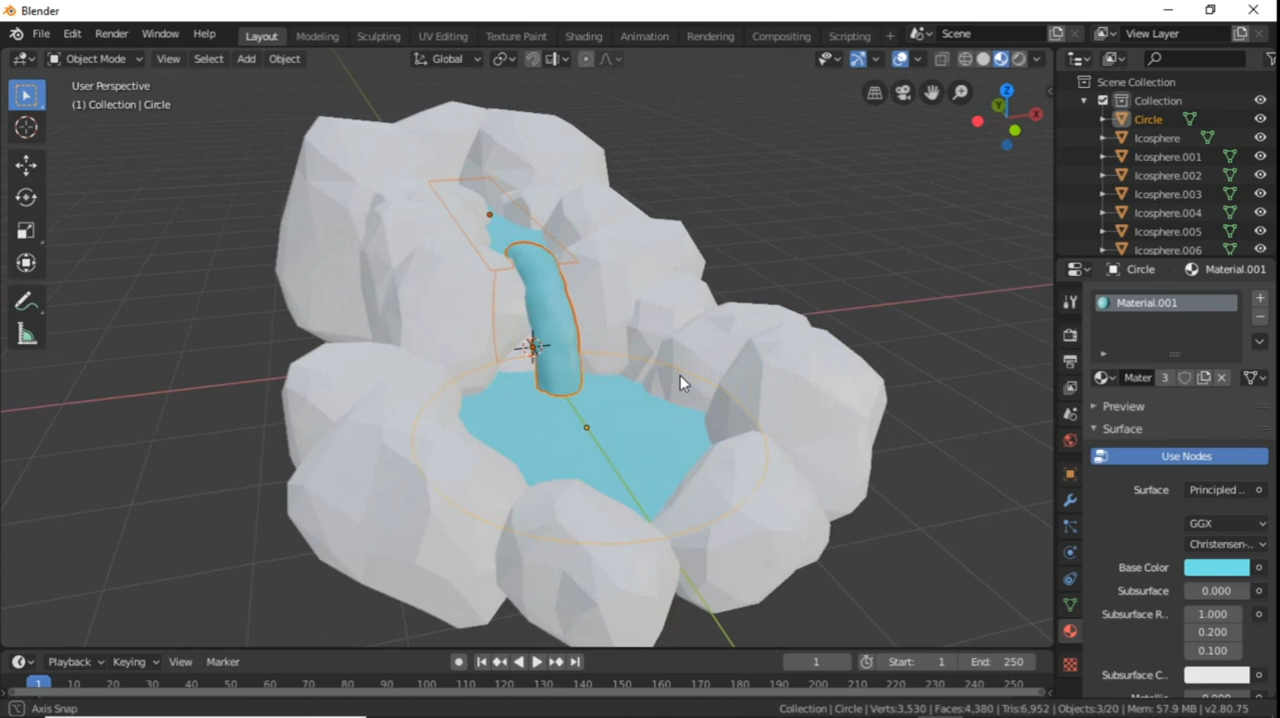 Blender
File Edit Render Window Help Layout Modeling Sculpting UV Editing Texture Paint Shading Animation Rendering Compositing Scripting + Scene View Layer
Object Mode View Select Add Object Global
User Perspective
(1) Collection | Circle
Z
Y
X
Scene Collection
Collection
Circle
Icosphere
Icosphere.001
Icosphere.002
Icosphere.003
Icosphere.004
Icosphere.005
Icosphere.006
Circle Material.001
Material.001
Mater 3
Preview
Surface
Use Nodes
Surface Principled ..
GGX
Christensen-..
Base Color
Subsurface 0.000
Subsurface R.. 1.000
0.200
0.100
Subsurface C..
Playback Keying View Marker 1 Start: 1 End: 250
1 10 20 30 40 50 60 70 80 90 100 110 120 130 140 150 160 170 180 190 200 210 220 230 240 250
Axis Snap Collection | Circle | Verts:3,530 | Faces:4,380 | Tris:6,952 | Objects:3/20 | Mem: 57.9 MB | v2.80.75